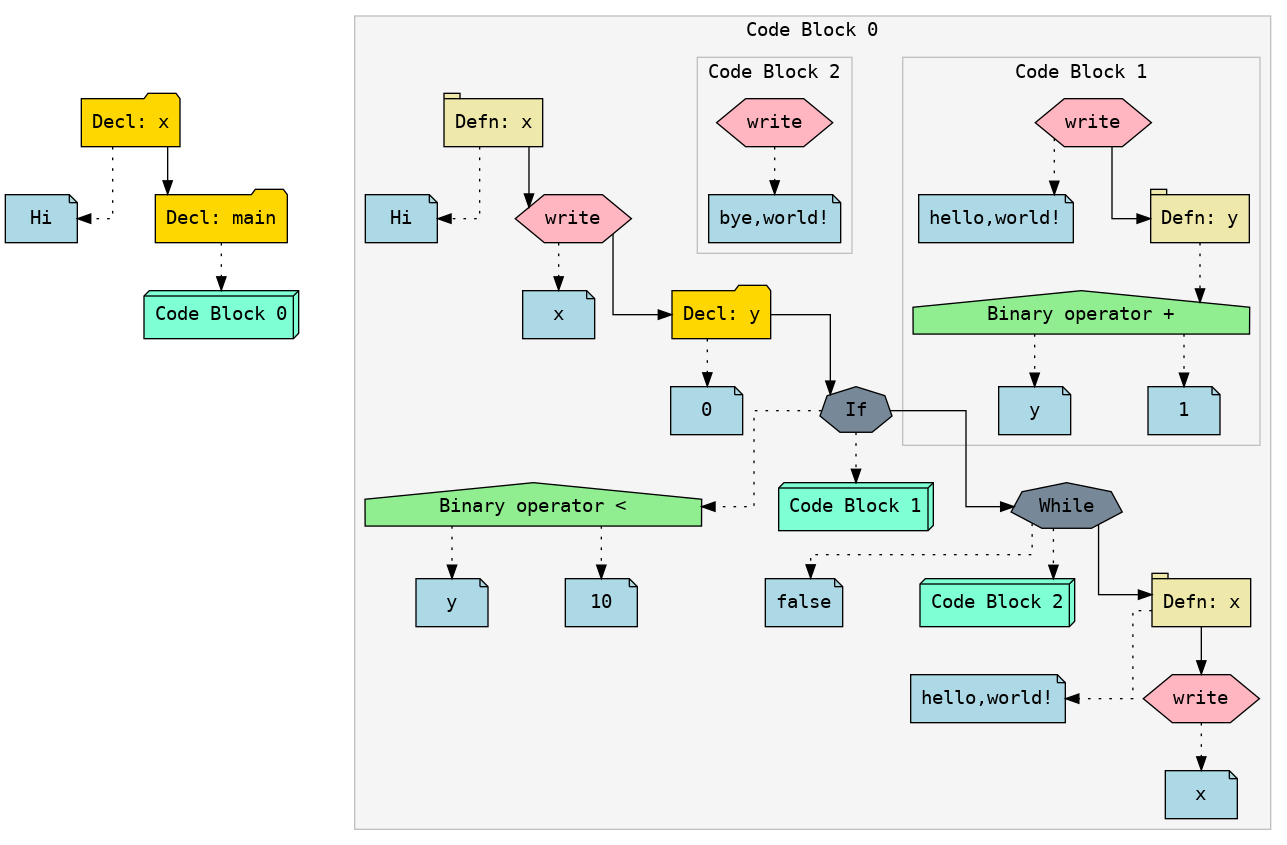 Code Block 0
Code Block 2
Code Block 1
Decl: x
Defn: x
write
write
Hi
Decl: main
Hi
write
bye,world!
hello,world!
Defn: y
Code Block 0
x
Decl: y
Binary operator +
0
If
y
1
Binary operator <
Code Block 1
While
y
10
false
Code Block 2
Defn: x
hello,world!
write
x